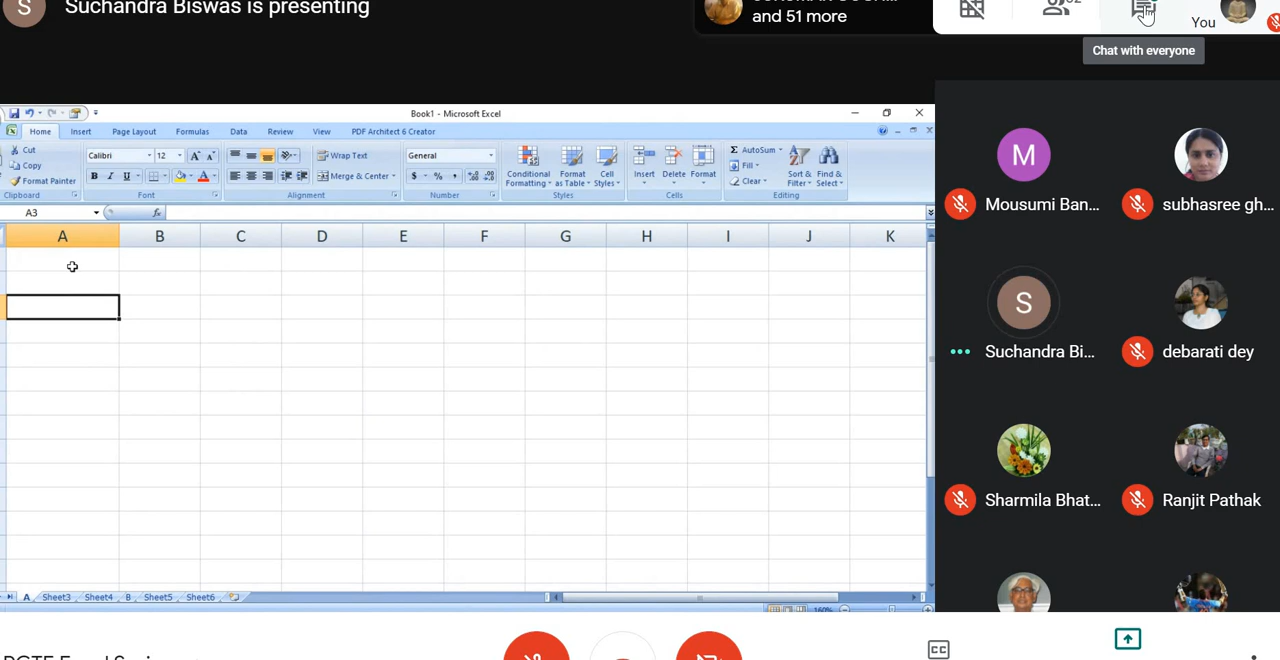 S Suchandra Biswas is presenting
and 51 more
You
Chat with everyone
Book1 - Microsoft Excel
Home Insert Page Layout Formulas Data Review View PDF Architect 6 Creator
Cut
Copy
Format Painter
Clipboard
Calibri 12 A A
B I U A
Font
Wrap Text
Merge & Center
Alignment
General
$ % ,
Number
Conditional Formatting
Format as Table
Cell Styles
Styles
Insert Delete Format
Cells
Σ AutoSum
Fill
Clear
Sort & Filter
Find & Select
Editing
A3 fx
A B C D E F G H I J K
A Sheet3 Sheet4 B Sheet5 Sheet6
160%
M
Mousumi Ban...
subhasree gh...
S
Suchandra Bi...
debarati dey
Sharmila Bhat...
Ranjit Pathak
CC